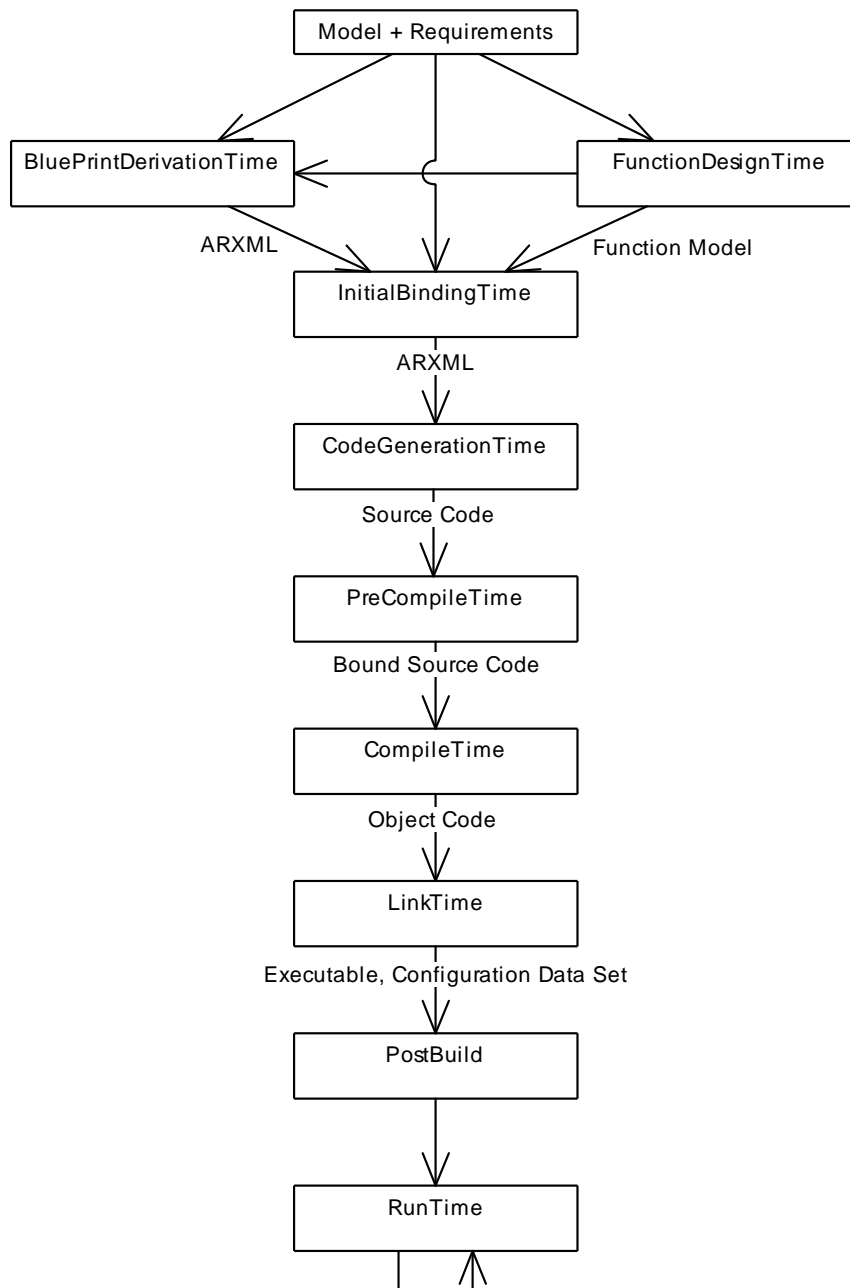 Model + Requirements
BluePrintDerivationTime
FunctionDesignTime
ARXML
Function Model
InitialBindingTime
ARXML
CodeGenerationTime
Source Code
PreCompileTime
Bound Source Code
CompileTime
Object Code
LinkTime
Executable, Configuration Data Set
PostBuild
RunTime